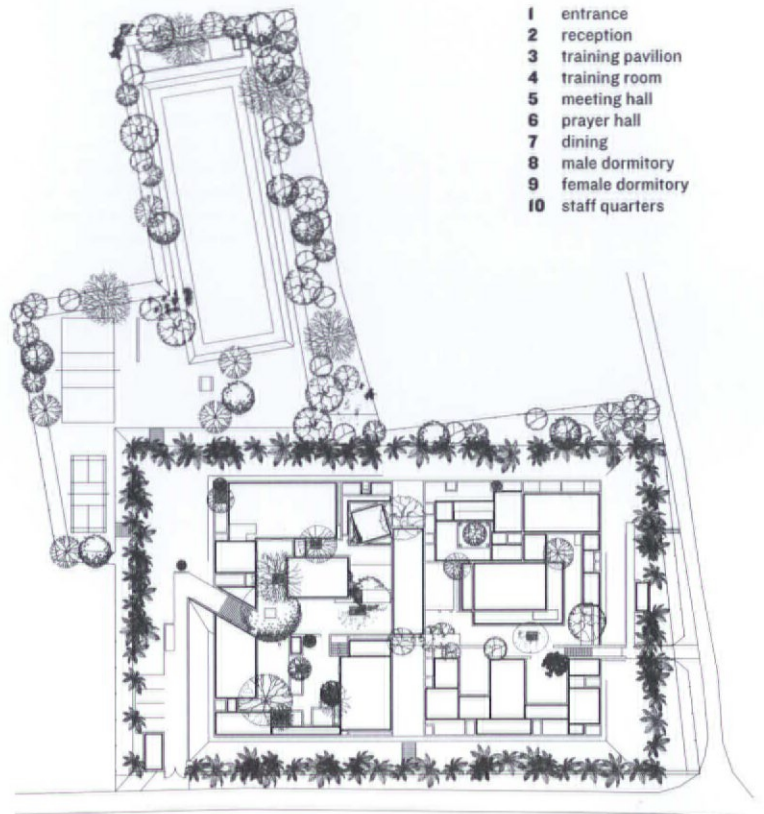 1 entrance
2 reception
3 training pavilion
4 training room
5 meeting hall
6 prayer hall
7 dining
8 male dormitory
9 female dormitory
10 staff quarters